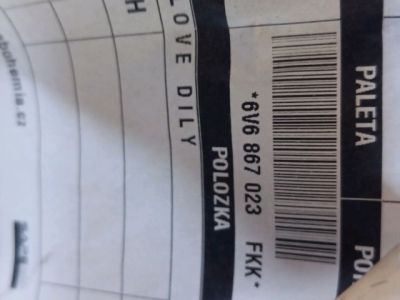 PALETA
*6V6 867 023 FKK*
POLOZKA
LOVE DILY
H
bohemia.cz